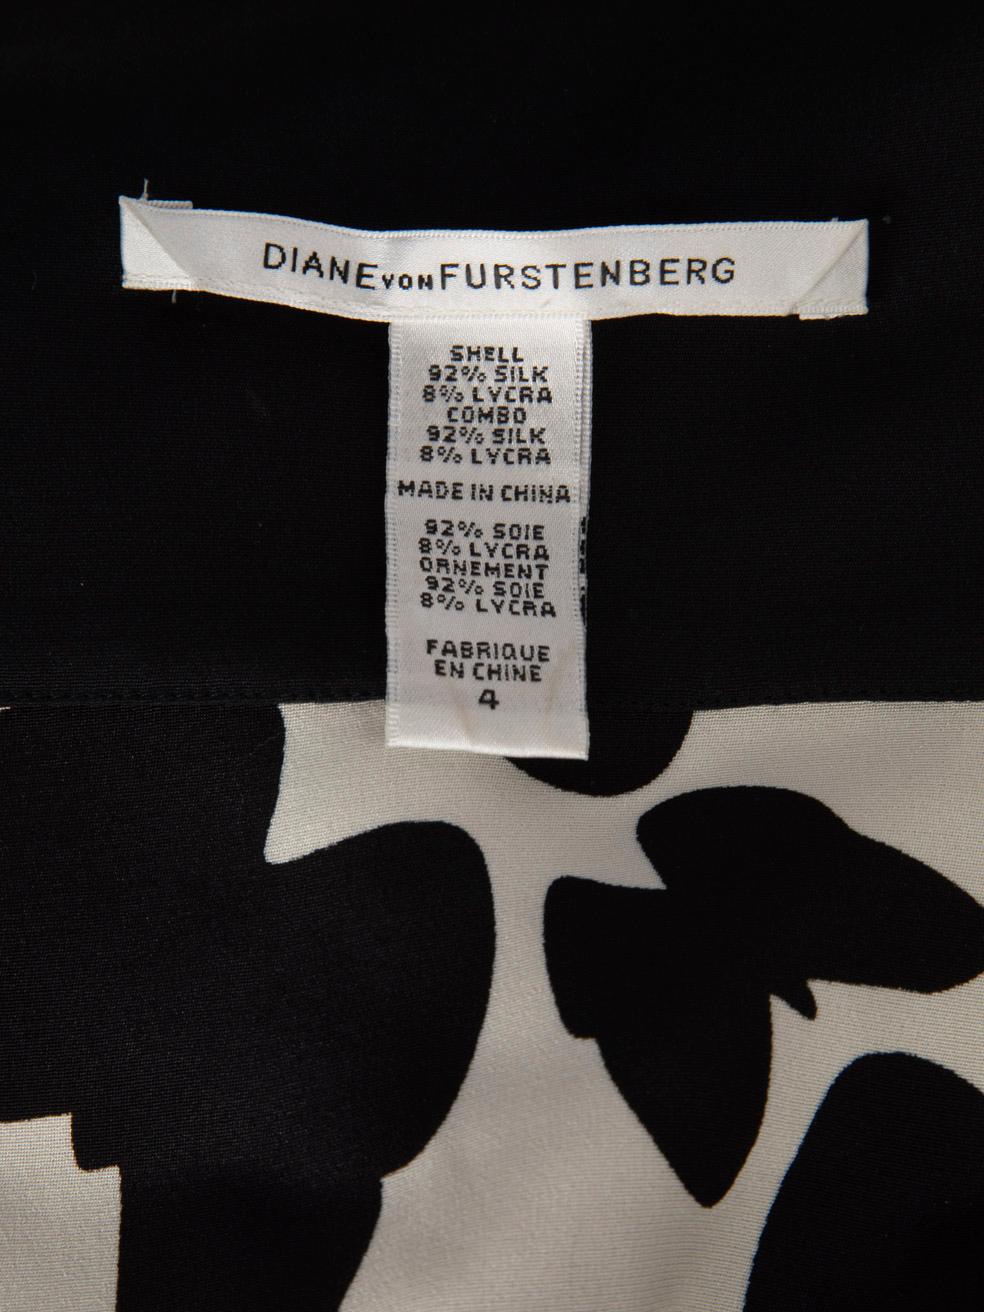 DIANE VON FURSTENBERG
SHELL
92% SILK
8% LYCRA
COMBO
92% SILK
8% LYCRA
MADE IN CHINA
92% SOIE
8% LYCRA
ORNEMENT
92% SOIE
8% LYCRA
FABRIQUE
EN CHINE
4